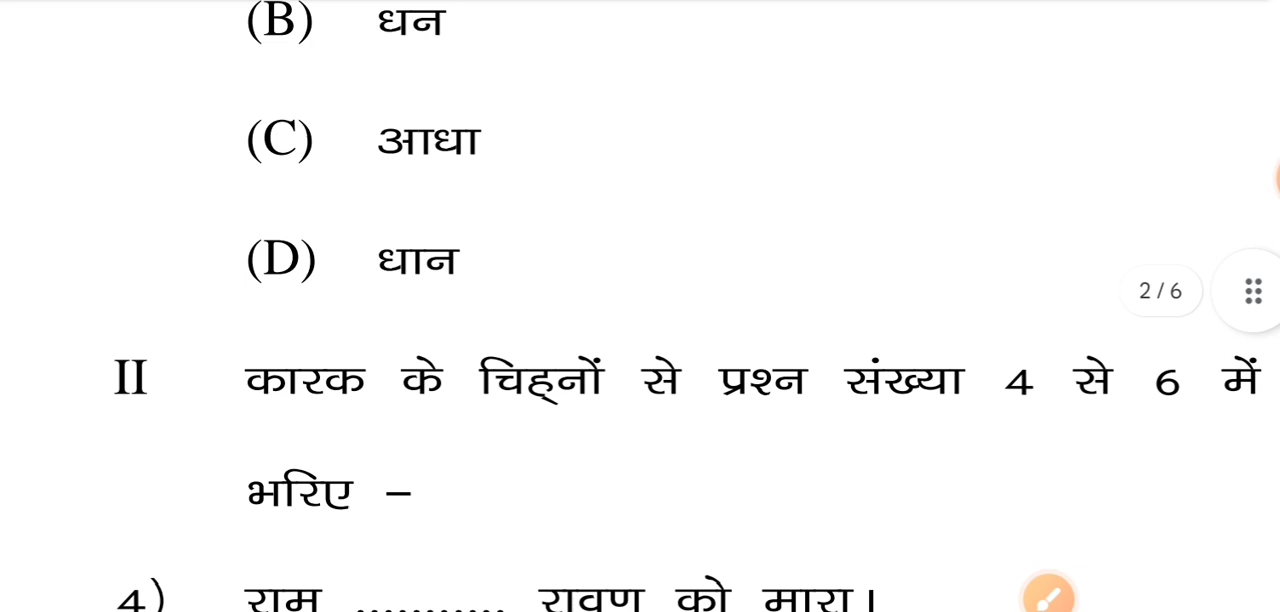 (B) धन
(C) आधा
(D) धान
2 / 6
II कारक के चिह्नों से प्रश्न संख्या 4 से 6 में
भरिए –
4) राम ........... रावण को मारा।